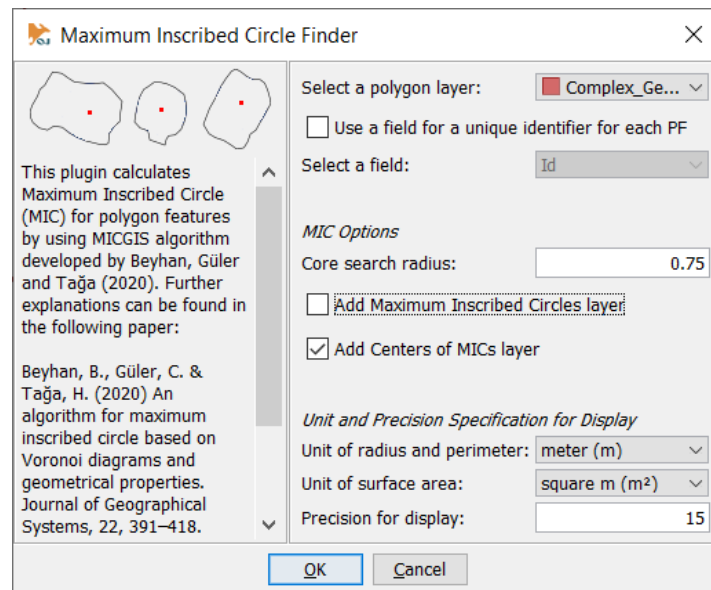 Maximum Inscribed Circle Finder
This plugin calculates
Maximum Inscribed Circle
(MIC) for polygon features
by using MICGIS algorithm
developed by Beyhan, Güler
and Tağa (2020). Further
explanations can be found in
the following paper:
Beyhan, B., Güler, C. &
Tağa, H. (2020) An
algorithm for maximum
inscribed circle based on
Voronoi diagrams and
geometrical properties.
Journal of Geographical
Systems, 22, 391–418.
Select a polygon layer: Complex_Ge...
Use a field for a unique identifier for each PF
Select a field: Id
MIC Options
Core search radius: 0.75
Add Maximum Inscribed Circles layer
Add Centers of MICs layer
Unit and Precision Specification for Display
Unit of radius and perimeter: meter (m)
Unit of surface area: square m (m²)
Precision for display: 15
OK Cancel